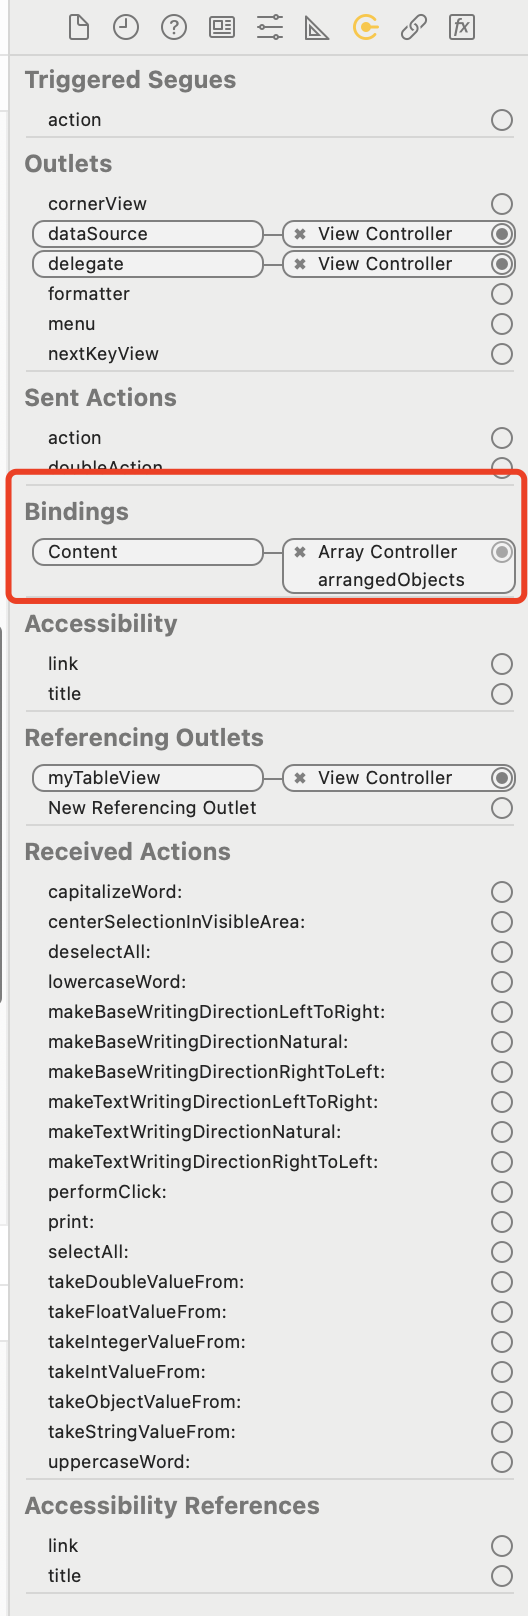 Triggered Segues
action
Outlets
cornerView
dataSource View Controller
delegate View Controller
formatter
menu
nextKeyView
Sent Actions
action
doubleAction
Bindings
Content Array Controller
arrangedObjects
Accessibility
link
title
Referencing Outlets
myTableView View Controller
New Referencing Outlet
Received Actions
capitalizeWord:
centerSelectionInVisibleArea:
deselectAll:
lowercaseWord:
makeBaseWritingDirectionLeftToRight:
makeBaseWritingDirectionNatural:
makeBaseWritingDirectionRightToLeft:
makeTextWritingDirectionLeftToRight:
makeTextWritingDirectionNatural:
makeTextWritingDirectionRightToLeft:
performClick:
print:
selectAll:
takeDoubleValueFrom:
takeFloatValueFrom:
takeIntegerValueFrom:
takeIntValueFrom:
takeObjectValueFrom:
takeStringValueFrom:
uppercaseWord:
Accessibility References
link
title